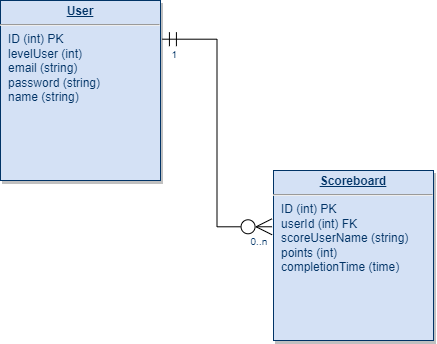 User
ID (int) PK
levelUser (int)
email (string)
password (string)
name (string)
1
0..n
Scoreboard
ID (int) PK
userId (int) FK
scoreUserName (string)
points (int)
completionTime (time)